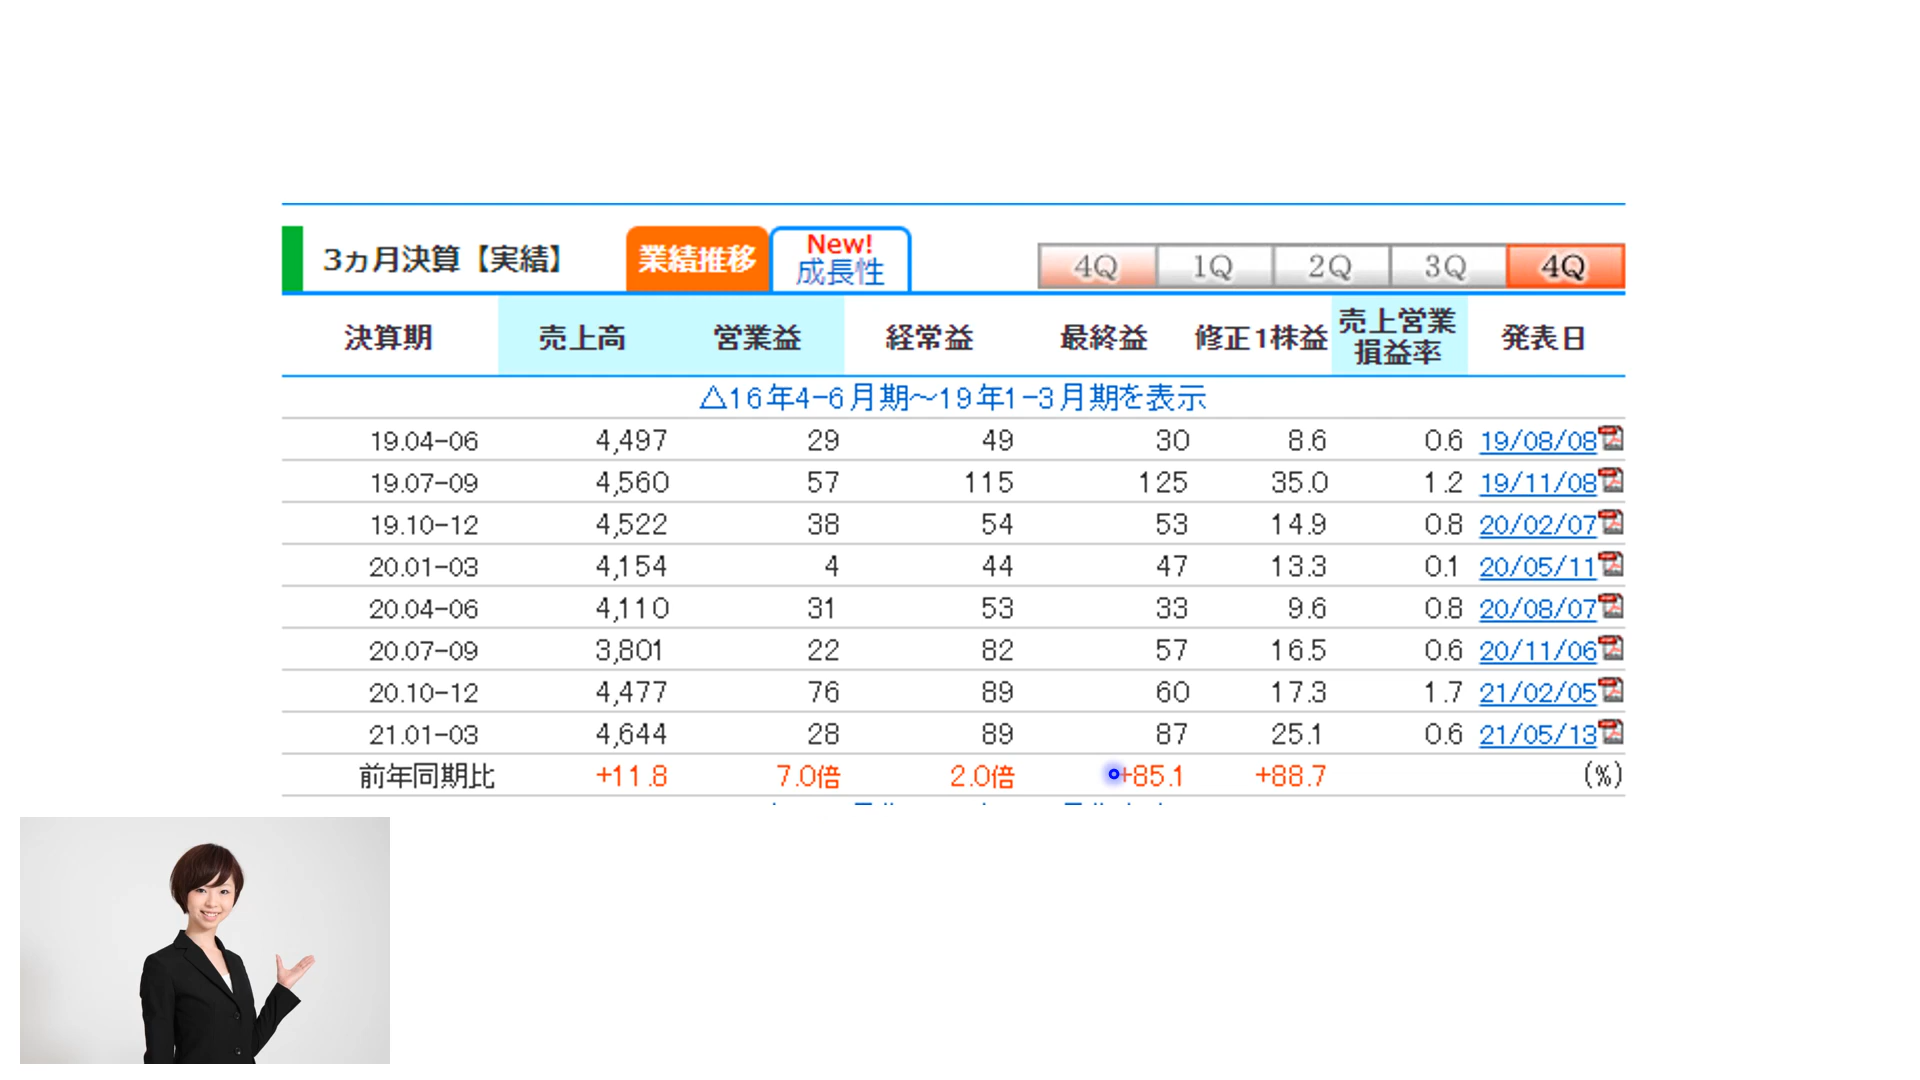 3ヵ月決算【実績】 業績推移 New! 成長性 4Q 1Q 2Q 3Q 4Q
決算期 売上高 営業益 経常益 最終益 修正1株益 売上営業損益率 発表日
△16年4-6月期～19年1-3月期を表示
19.04-06 4,497 29 49 30 8.6 0.6 19/08/08
19.07-09 4,560 57 115 125 35.0 1.2 19/11/08
19.10-12 4,522 38 54 53 14.9 0.8 20/02/07
20.01-03 4,154 4 44 47 13.3 0.1 20/05/11
20.04-06 4,110 31 53 33 9.6 0.8 20/08/07
20.07-09 3,801 22 82 57 16.5 0.6 20/11/06
20.10-12 4,477 76 89 60 17.3 1.7 21/02/05
21.01-03 4,644 28 89 87 25.1 0.6 21/05/13
前年同期比 +11.8 7.0倍 2.0倍 +85.1 +88.7 (%)